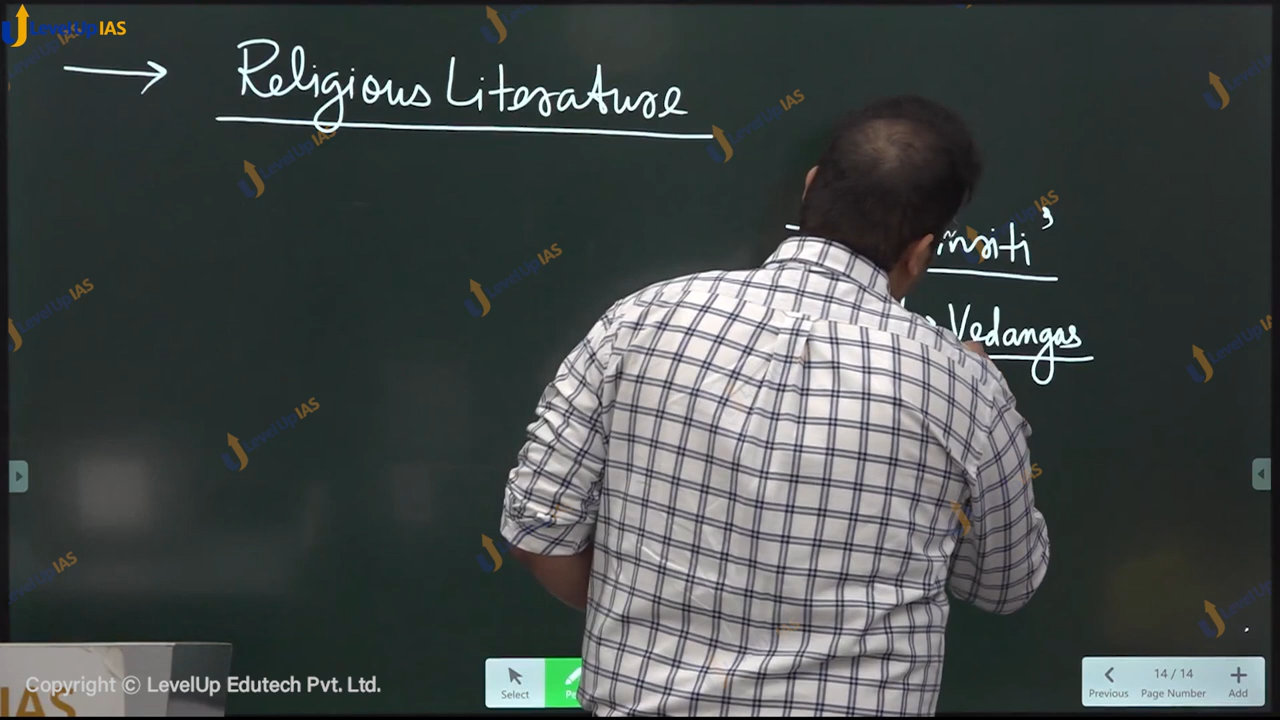 LevelUp IAS
→ Religious Literature
Vedangas
Copyright © LevelUp Edutech Pvt. Ltd.
Select
Previous
14 / 14
Page Number
Add